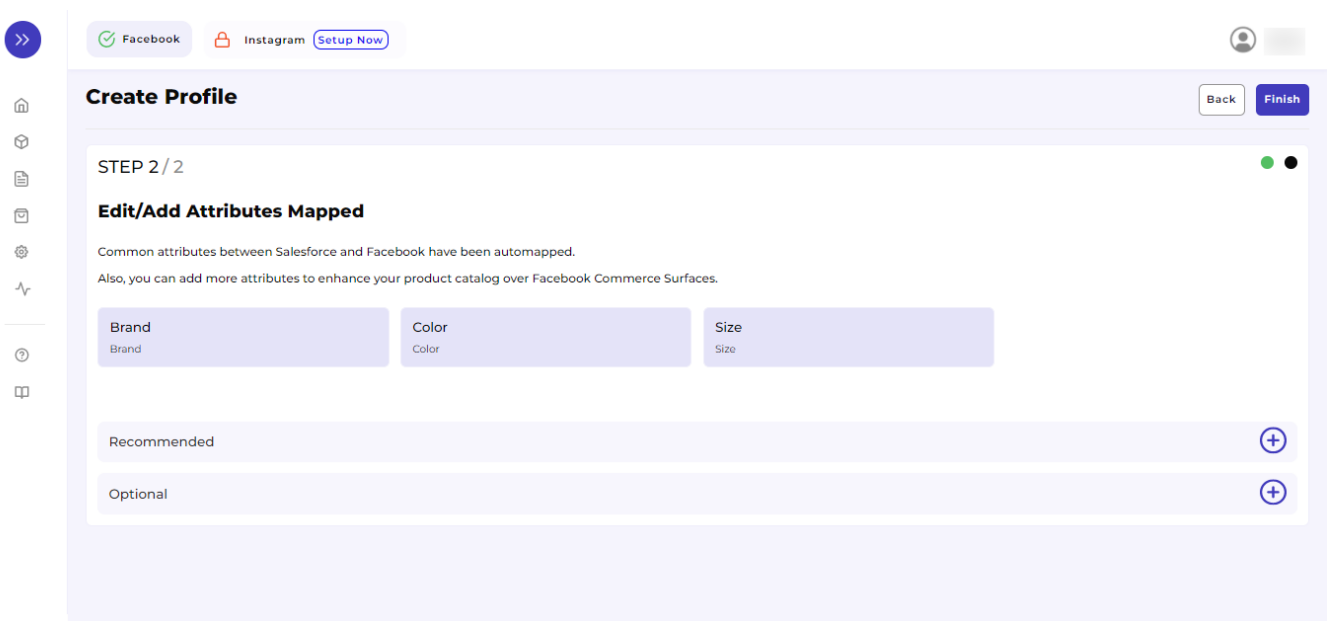 Facebook
Instagram Setup Now
Create Profile
Back Finish
STEP 2 / 2
Edit/Add Attributes Mapped
Common attributes between Salesforce and Facebook have been automapped.
Also, you can add more attributes to enhance your product catalog over Facebook Commerce Surfaces.
Brand
Brand
Color
Color
Size
Size
Recommended
Optional